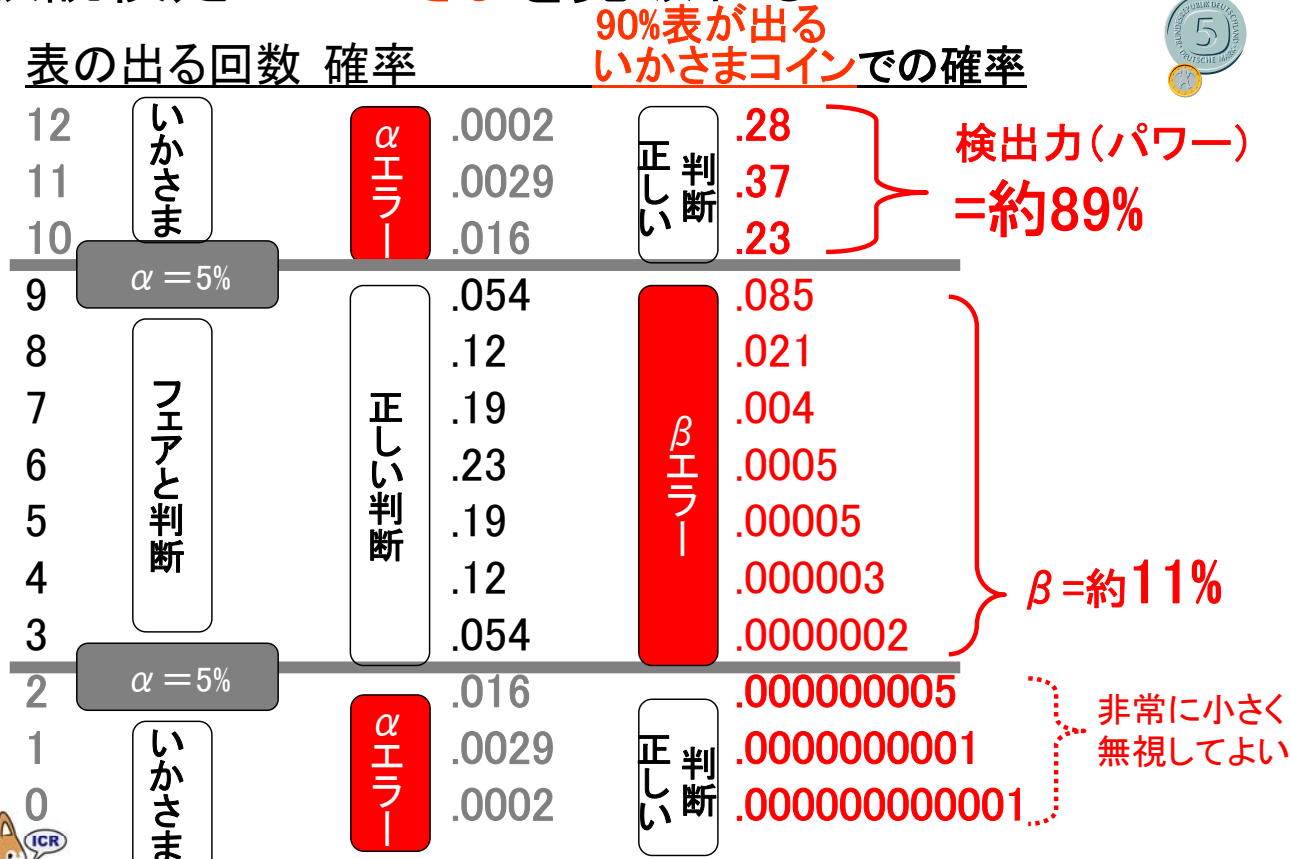 90%表が出る
表の出る回数 確率 いかさまコインでの確率
12 .0002 .28
11 .0029 .37
10 .016 .23
9 .054 .085
8 .12 .021
7 .19 .004
6 .23 .0005
5 .19 .00005
4 .12 .000003
3 .054 .0000002
2 .016 .000000005
1 .0029 .0000000001
0 .0002 .000000000001
いかさま
αエラー
正しい判断
検出力(パワー)
=約89%
α=5%
フェアと判断
正しい判断
βエラー
β=約11%
α=5%
いかさま
αエラー
正しい判断
非常に小さく
無視してよい
5
ICR